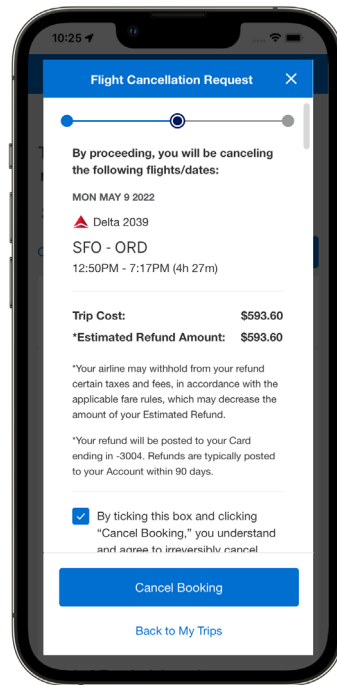 10:25
Flight Cancellation Request
By proceeding, you will be canceling
the following flights/dates:
MON MAY 9 2022
Delta 2039
SFO - ORD
12:50PM - 7:17PM (4h 27m)
Trip Cost: $593.60
*Estimated Refund Amount: $593.60
*Your airline may withhold from your refund
certain taxes and fees, in accordance with the
applicable fare rules, which may decrease the
amount of your Estimated Refund.
*Your refund will be posted to your Card
ending in -3004. Refunds are typically posted
to your Account within 90 days.
By ticking this box and clicking
“Cancel Booking,” you understand
and agree to irreversibly cancel
Cancel Booking
Back to My Trips